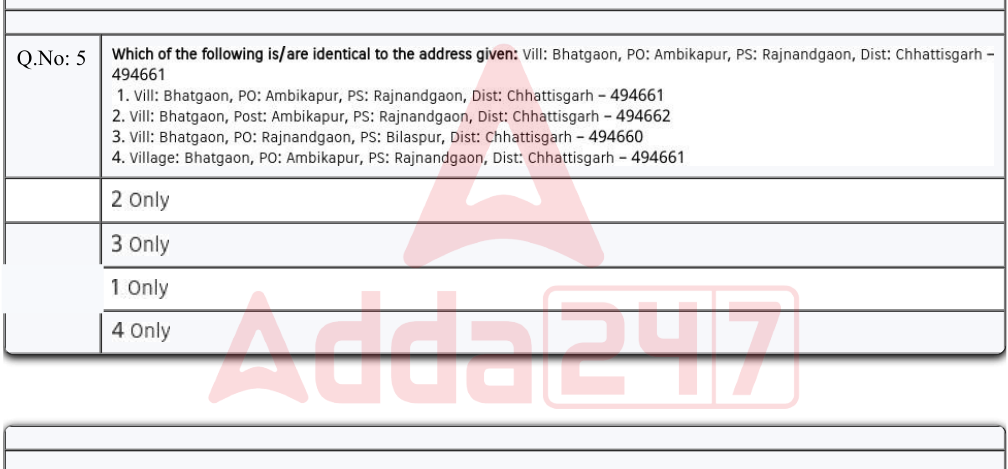 Q.No: 5
Which of the following is/are identical to the address given: Vill: Bhatgaon, PO: Ambikapur, PS: Rajnandgaon, Dist: Chhattisgarh –
494661
1. Vill: Bhatgaon, PO: Ambikapur, PS: Rajnandgaon, Dist: Chhattisgarh – 494661
2. Vill: Bhatgaon, Post: Ambikapur, PS: Rajnandgaon, Dist: Chhattisgarh – 494662
3. Vill: Bhatgaon, PO: Rajnandgaon, PS: Bilaspur, Dist: Chhattisgarh – 494660
4. Village: Bhatgaon, PO: Ambikapur, PS: Rajnandgaon, Dist: Chhattisgarh – 494661
2 Only
3 Only
1 Only
4 Only
Adda247